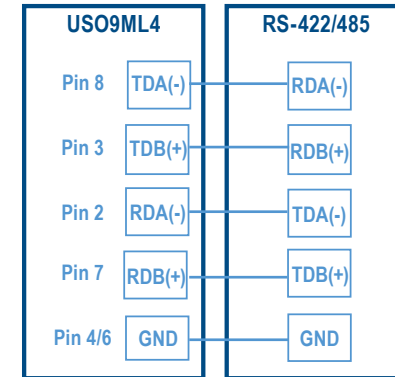 USO9ML4 RS-422/485
Pin 8 TDA(-) RDA(-)
Pin 3 TDB(+) RDB(+)
Pin 2 RDA(-) TDA(-)
Pin 7 RDB(+) TDB(+)
Pin 4/6 GND GND